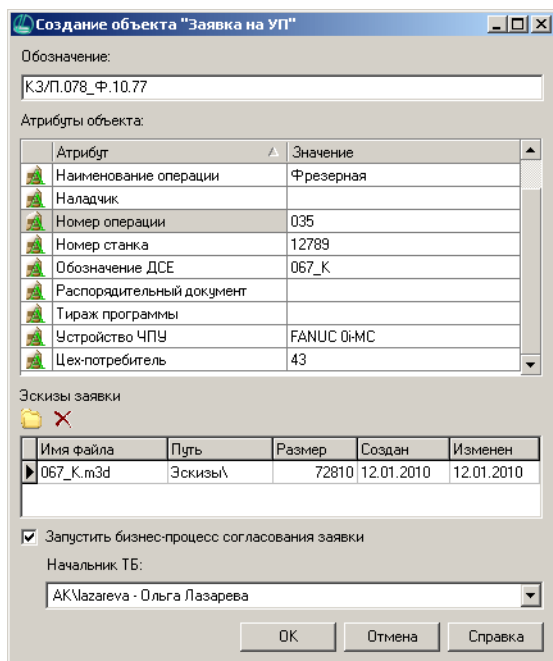 Создание объекта "Заявка на УП"
Обозначение:
КЗ/П.078_Ф.10.77
Атрибуты объекта:
Атрибут Значение
Наименование операции Фрезерная
Наладчик
Номер операции 035
Номер станка 12789
Обозначение ДСЕ 067_К
Распорядительный документ
Тираж программы
Устройство ЧПУ FANUC 0i-MC
Цех-потребитель 43
Эскизы заявки
Имя файла Путь Размер Создан Изменен
067_K.m3d Эскизы\ 72810 12.01.2010 12.01.2010
Запустить бизнес-процесс согласования заявки
Начальник ТБ:
AK\lazareva - Ольга Лазарева
OK Отмена Справка